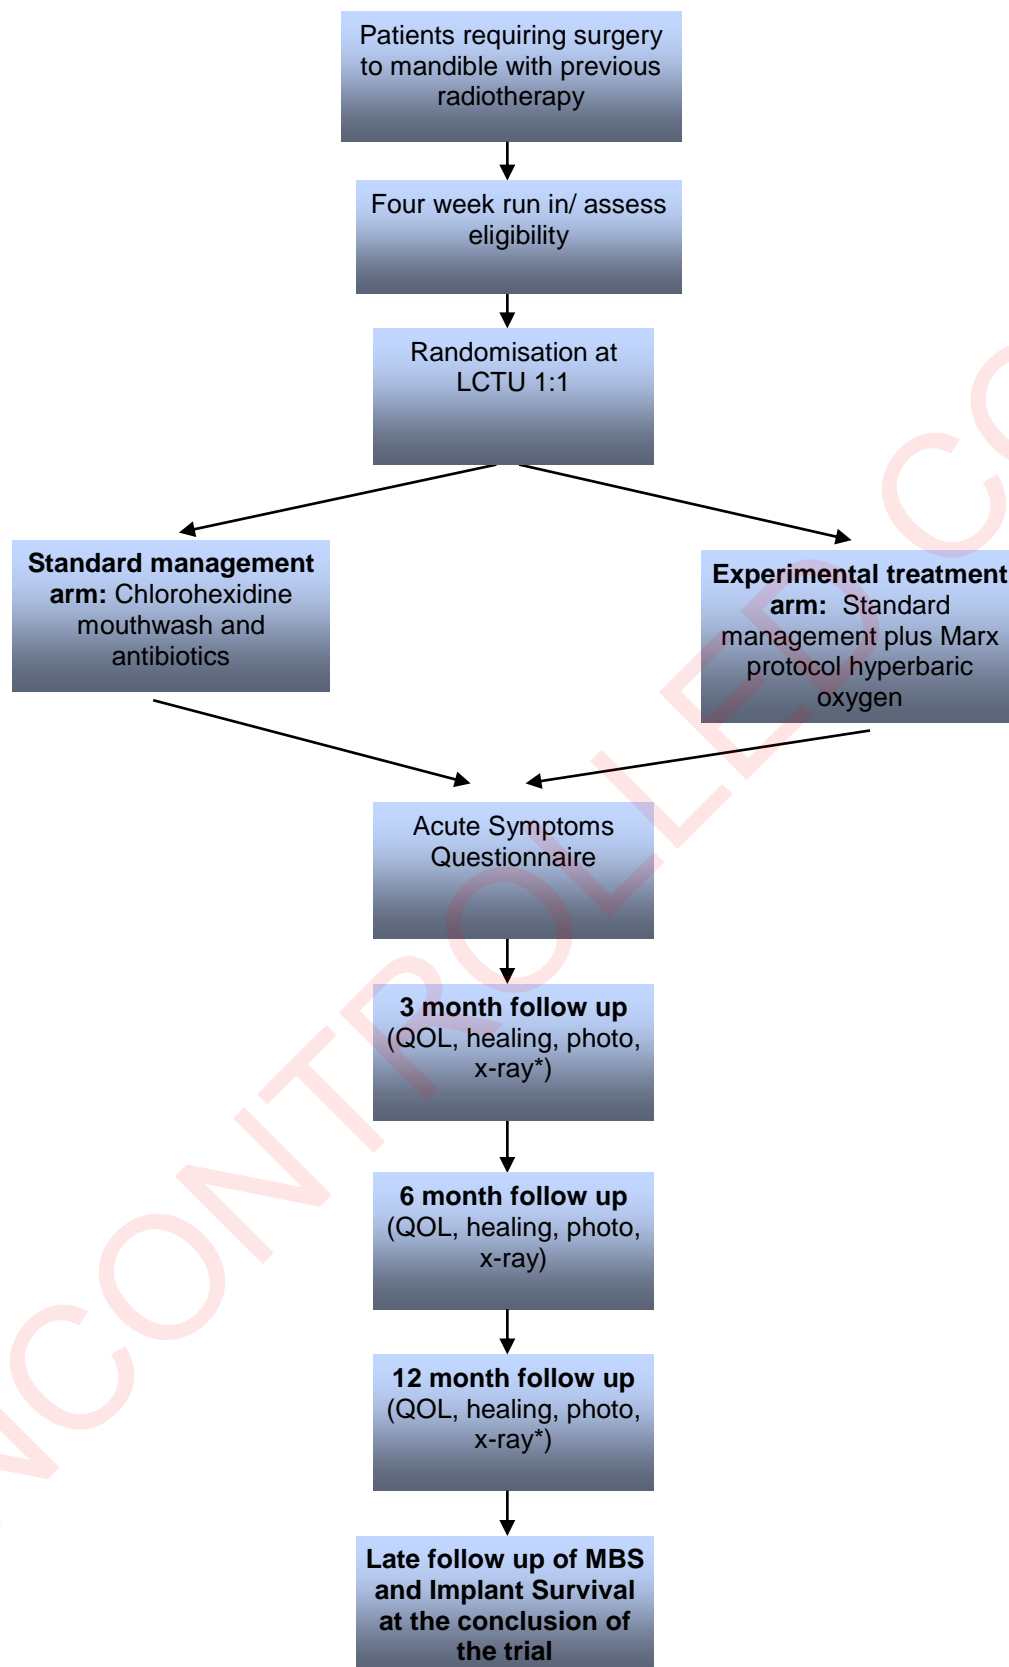 Patients requiring surgery
to mandible with previous
radiotherapy
Four week run in/ assess
eligibility
Randomisation at
LCTU 1:1
Standard management
arm: Chlorohexidine
mouthwash and
antibiotics
Experimental treatment
arm: Standard
management plus Marx
protocol hyperbaric
oxygen
Acute Symptoms
Questionnaire
3 month follow up
(QOL, healing, photo,
x-ray*)
6 month follow up
(QOL, healing, photo,
x-ray)
12 month follow up
(QOL, healing, photo,
x-ray*)
Late follow up of MBS
and Implant Survival
at the conclusion of
the trial
NCONTROLLED CO